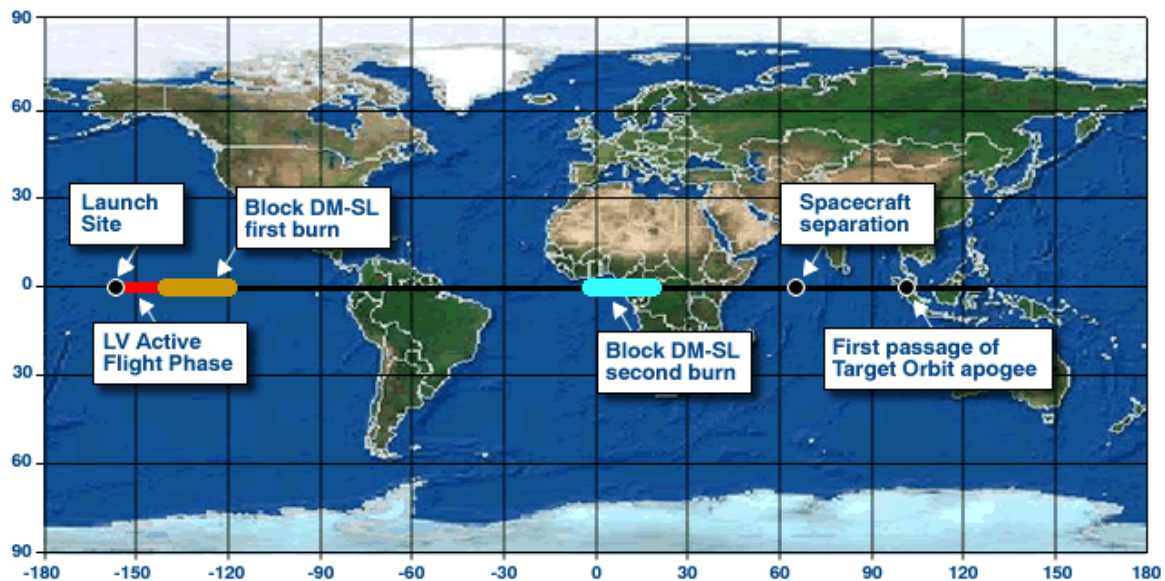 90
60
30
0
30
60
90
Launch
Site
Block DM-SL
first burn
Spacecraft
separation
LV Active
Flight Phase
Block DM-SL
second burn
First passage of
Target Orbit apogee
-180 -150 -120 -90 -60 -30 0 30 60 90 120 150 180